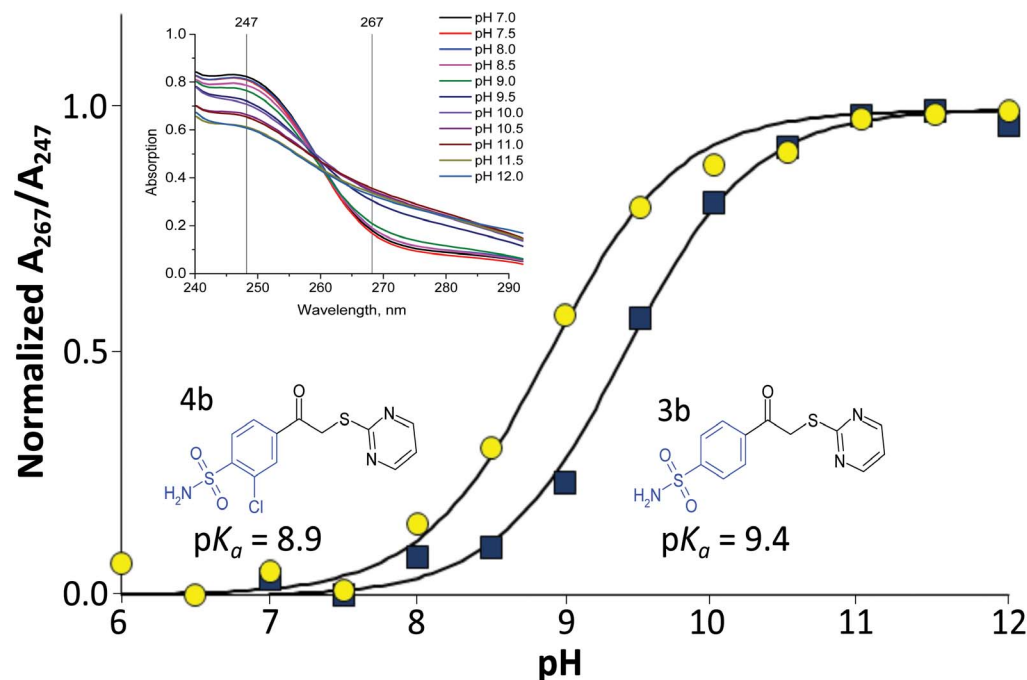 Normalized A267/A247
1.0
0.5
0.0
6
7
8
9
10
11
12
pH
247
267
1.0
0.8
0.6
0.4
0.2
0.0
Absorption
240
250
260
270
280
290
Wavelength, nm
pH 7.0
pH 7.5
pH 8.0
pH 8.5
pH 9.0
pH 9.5
pH 10.0
pH 10.5
pH 11.0
pH 11.5
pH 12.0
4b
O
S
N
N
O
S
O
H2N
Cl
pKa = 8.9
3b
O
S
N
N
O
S
O
H2N
pKa = 9.4